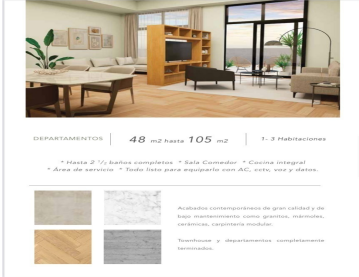 DEPARTAMENTOS 48 m2 hasta 105 m2 1- 3 Habitaciones
* Hasta 2 ½ baños completos * Sala Comedor * Cocina integral
* Área de servicio * Todo listo para equiparlo con AC, cctv, voz y datos.
Acabados contemporáneos de gran calidad y de
bajo mantenimiento como granitos, mármoles,
cerámicas, carpintería modular.
Townhouse y departamentos completamente
terminados.